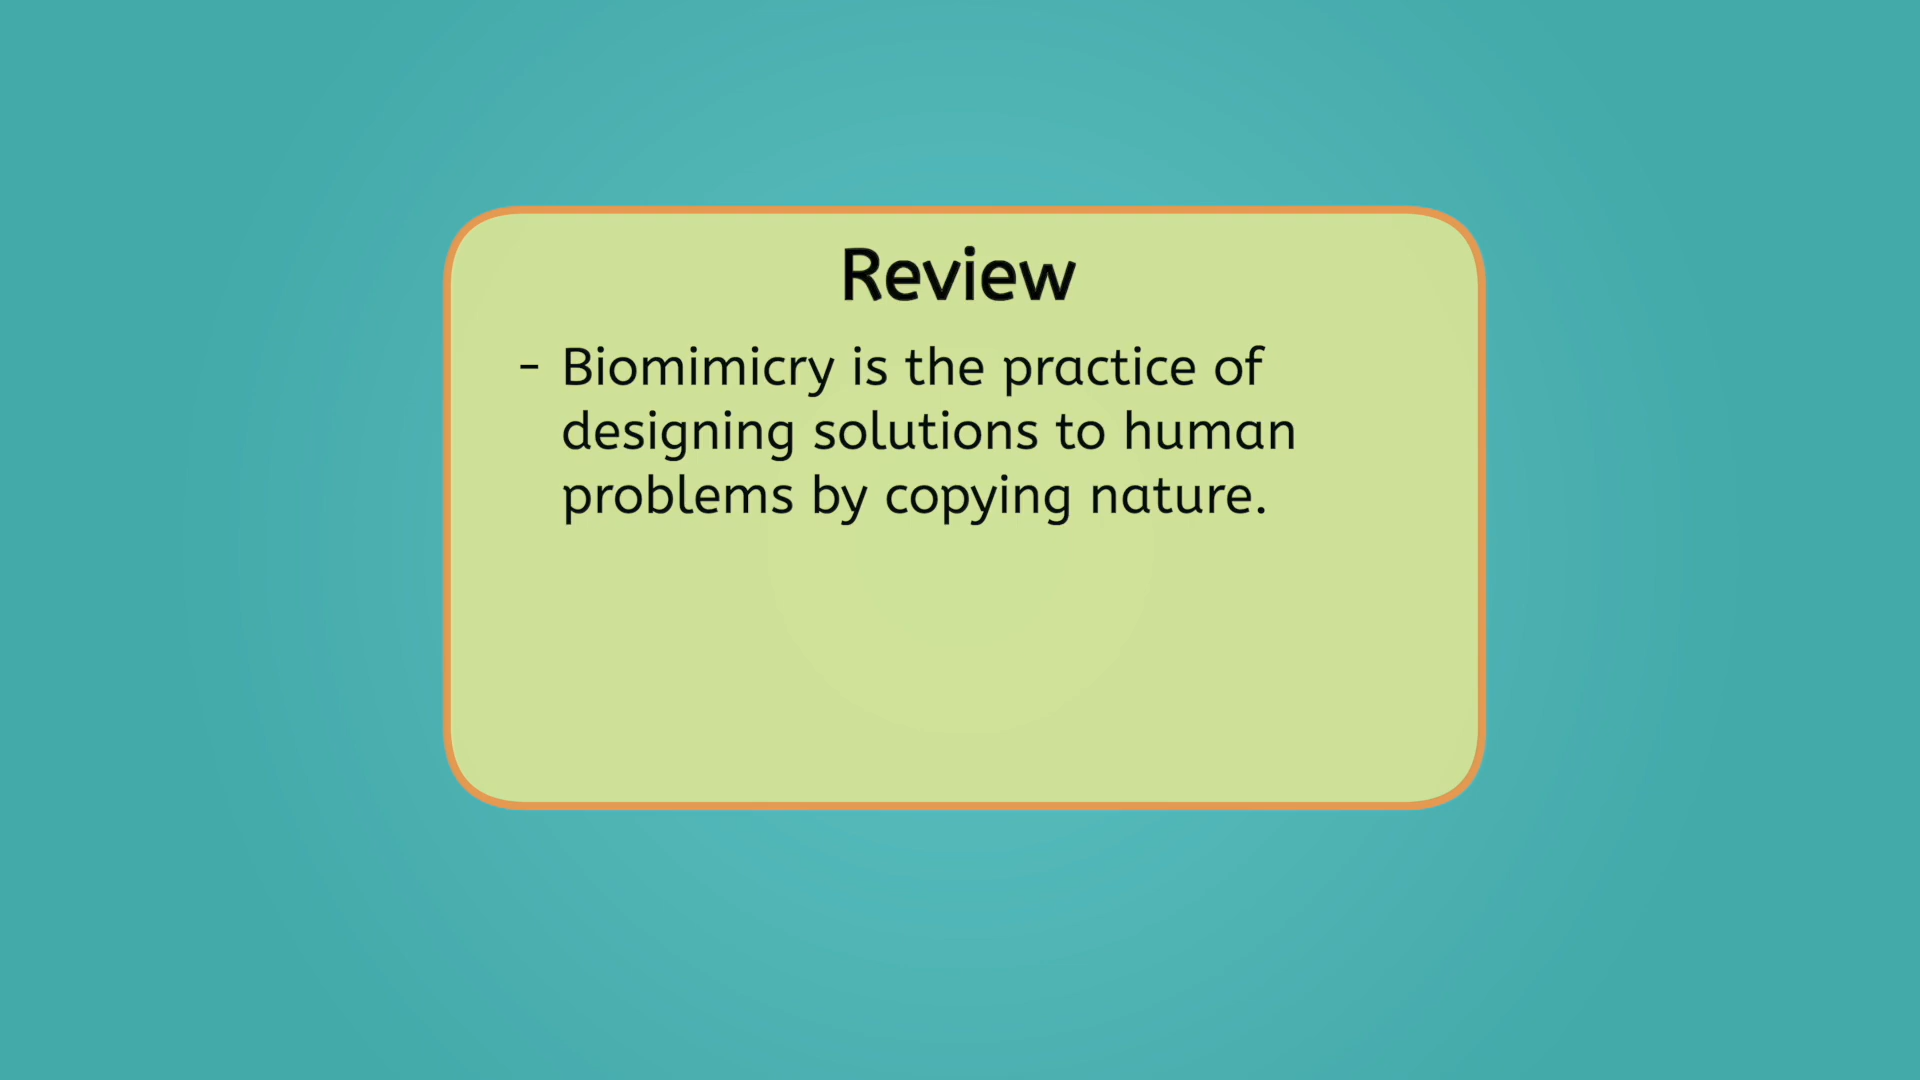 Review
- Biomimicry is the practice of
designing solutions to human
problems by copying nature.